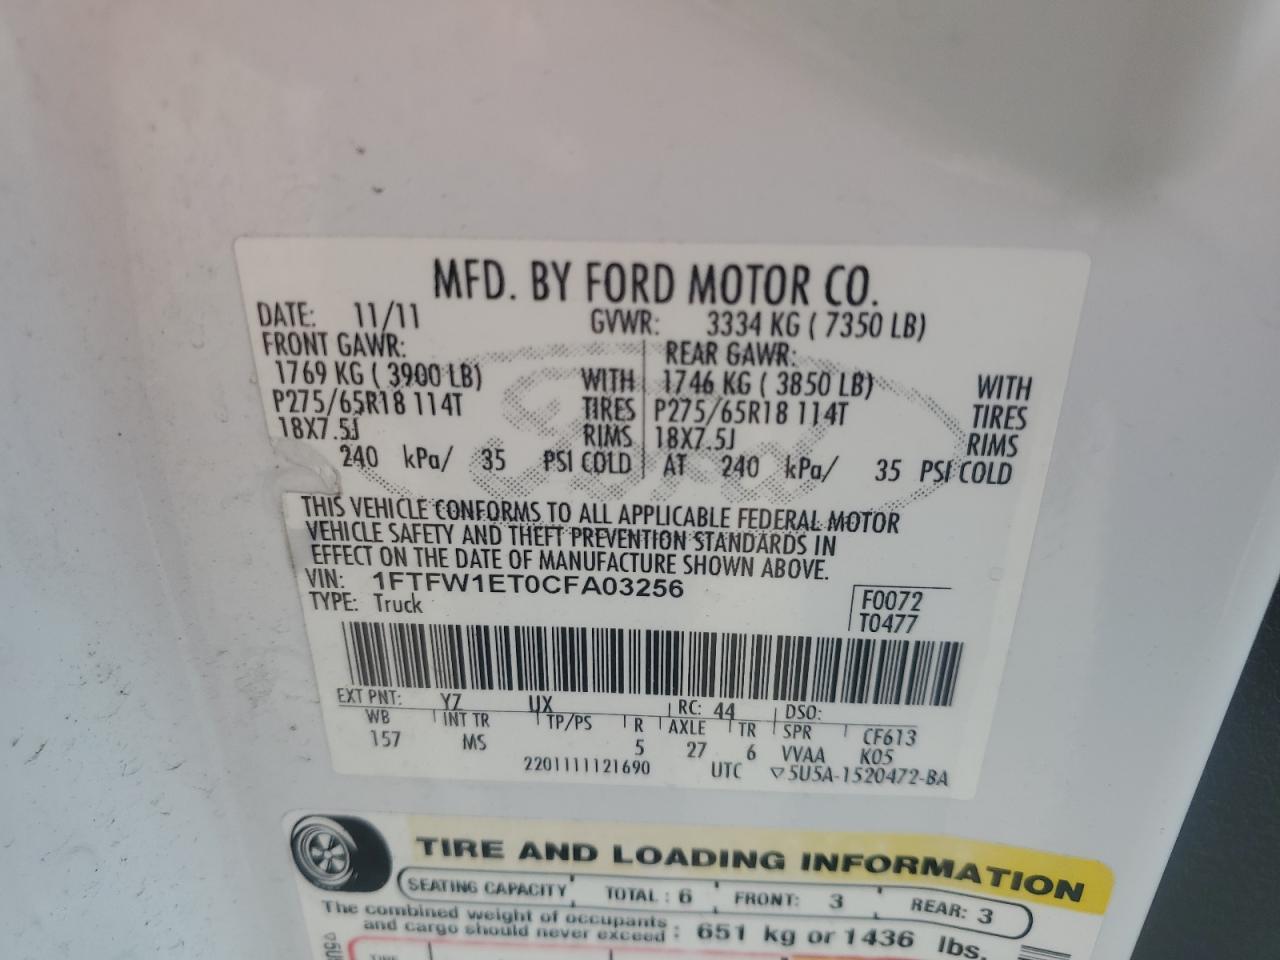 MFD. BY FORD MOTOR CO.
DATE: 11/11 GVWR: 3334 KG ( 7350 LB)
FRONT GAWR: REAR GAWR:
1769 KG ( 3900 LB) WITH 1746 KG ( 3850 LB) WITH
P275/65R18 114T TIRES P275/65R18 114T TIRES
18X7.5J RIMS 18X7.5J RIMS
240 kPa/ 35 PSI COLD AT 240 kPa/ 35 PSI COLD
THIS VEHICLE CONFORMS TO ALL APPLICABLE FEDERAL MOTOR
VEHICLE SAFETY AND THEFT PREVENTION STANDARDS IN
EFFECT ON THE DATE OF MANUFACTURE SHOWN ABOVE.
VIN: 1FTFW1ET0CFA03256
TYPE: Truck
F0072
T0477
EXT PNT: YZ UX RC: 44 DSO:
WB INT TR TP/PS R AXLE TR SPR CF613
157 MS 5 27 6 VVAA K05
2201111121690 UTC ▽5U5A-1520472-BA
TIRE AND LOADING INFORMATION
SEATING CAPACITY TOTAL : 6 FRONT: 3 REAR: 3
The combined weight of occupants
and cargo should never exceed : 651 kg or 1436 lbs.